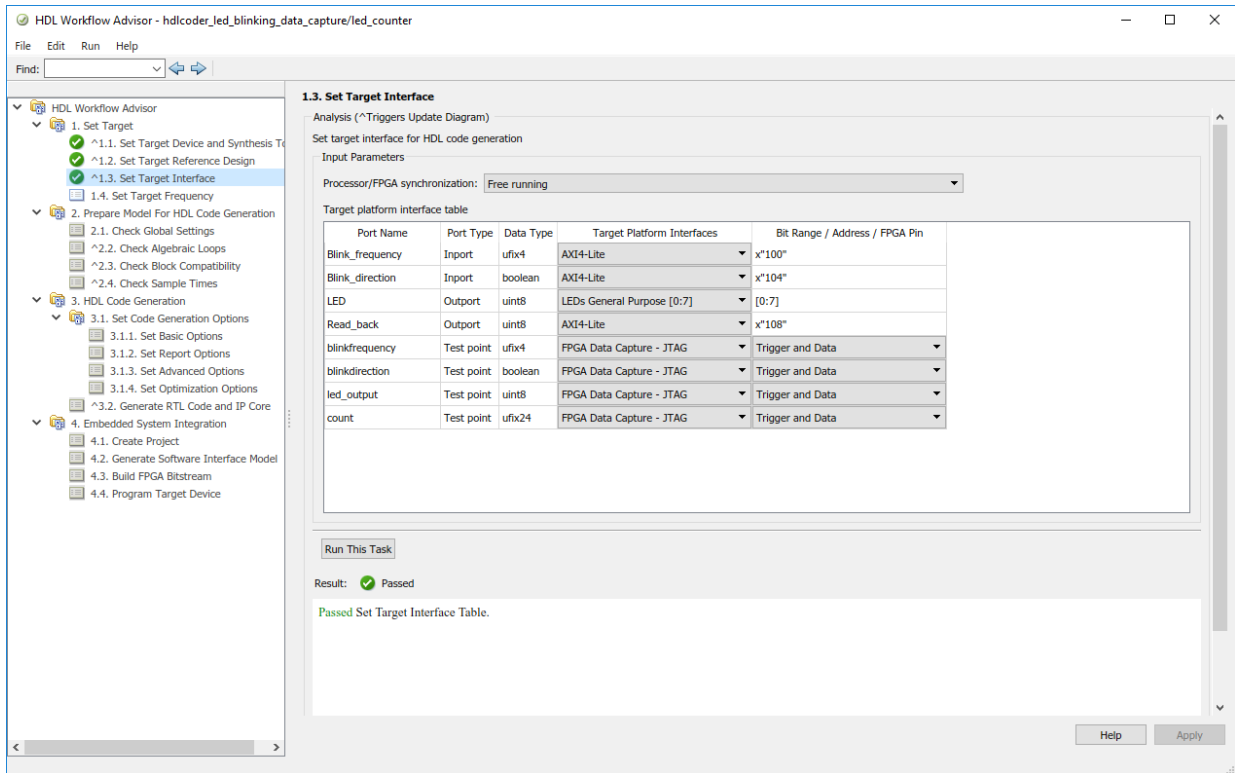 HDL Workflow Advisor - hdlcoder_led_blinking_data_capture/led_counter
File Edit Run Help
Find:
HDL Workflow Advisor
1. Set Target
^1.1. Set Target Device and Synthesis To
^1.2. Set Target Reference Design
^1.3. Set Target Interface
1.4. Set Target Frequency
2. Prepare Model For HDL Code Generation
2.1. Check Global Settings
^2.2. Check Algebraic Loops
^2.3. Check Block Compatibility
^2.4. Check Sample Times
3. HDL Code Generation
3.1. Set Code Generation Options
3.1.1. Set Basic Options
3.1.2. Set Report Options
3.1.3. Set Advanced Options
3.1.4. Set Optimization Options
^3.2. Generate RTL Code and IP Core
4. Embedded System Integration
4.1. Create Project
4.2. Generate Software Interface Model
4.3. Build FPGA Bitstream
4.4. Program Target Device
1.3. Set Target Interface
Analysis (^Triggers Update Diagram)
Set target interface for HDL code generation
Input Parameters
Processor/FPGA synchronization: Free running
Target platform interface table
Port Name Port Type Data Type Target Platform Interfaces Bit Range / Address / FPGA Pin
Blink_frequency Inport ufix4 AXI4-Lite x"100"
Blink_direction Inport boolean AXI4-Lite x"104"
LED Outport uint8 LEDs General Purpose [0:7] [0:7]
Read_back Outport uint8 AXI4-Lite x"108"
blinkfrequency Test point ufix4 FPGA Data Capture - JTAG Trigger and Data
blinkdirection Test point boolean FPGA Data Capture - JTAG Trigger and Data
led_output Test point uint8 FPGA Data Capture - JTAG Trigger and Data
count Test point ufix24 FPGA Data Capture - JTAG Trigger and Data
Run This Task
Result: Passed
Passed Set Target Interface Table.
Help Apply